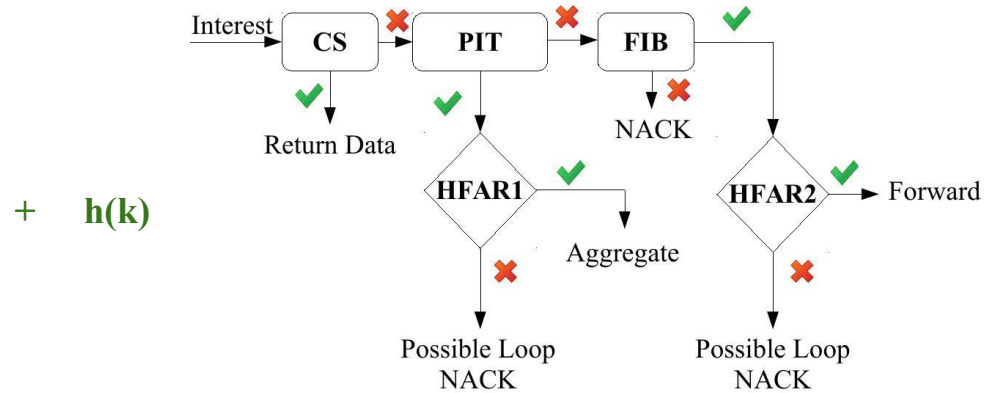 Interest
CS
PIT
FIB
Return Data
NACK
HFAR1
HFAR2
Forward
+ h(k)
Aggregate
Possible Loop
NACK
Possible Loop
NACK